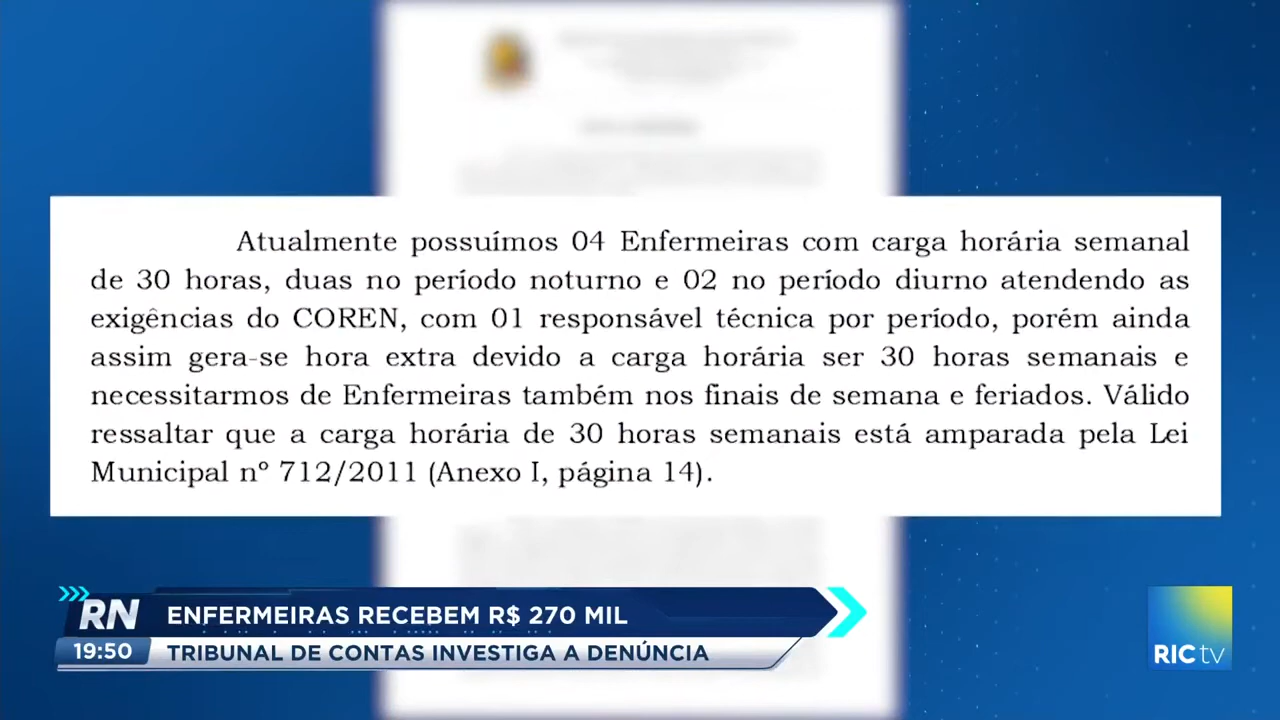 Atualmente possuímos 04 Enfermeiras com carga horária semanal
de 30 horas, duas no período noturno e 02 no período diurno atendendo as
exigências do COREN, com 01 responsável técnica por período, porém ainda
assim gera-se hora extra devido a carga horária ser 30 horas semanais e
necessitarmos de Enfermeiras também nos finais de semana e feriados. Válido
ressaltar que a carga horária de 30 horas semanais está amparada pela Lei
Municipal nº 712/2011 (Anexo I, página 14).
RN ENFERMEIRAS RECEBEM R$ 270 MIL
19:50 TRIBUNAL DE CONTAS INVESTIGA A DENÚNCIA
RIC tv